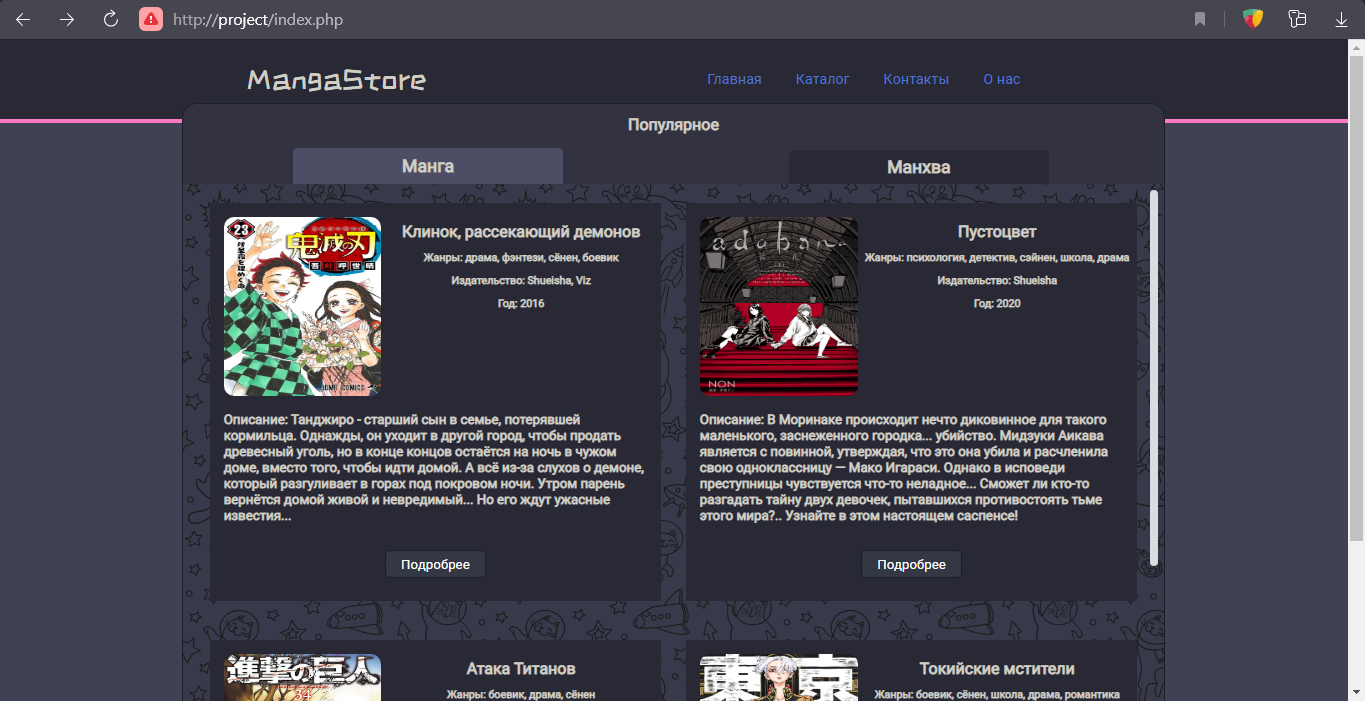 http://project/index.php
MangaStore
Главная Каталог Контакты О нас
Популярное
Манга Манхва
23
鬼滅の刃
吾峠呼世晴
JUMP COMICS
Клинок, рассекающий демонов
Жанры: драма, фантези, сёнен, боевик
Издательство: Shueisha, Viz
Год: 2016
Описание: Танджиро - старший сын в семье, потерявшей
кормильца. Однажды, он уходит в другой город, чтобы продать
древесный уголь, но в конце концов остаётся на ночь в чужом
доме, вместо того, чтобы идти домой. А всё из-за слухов о демоне,
который разгуливает в горах под покровом ночи. Утром парень
вернётся домой живой и невредимый... Но его ждут ужасные
известия...
Подробрее
adabana
NON
Пустоцвет
Жанры: психология, детектив, сэйнен, школа, драма
Издательство: Shueisha
Год: 2020
Описание: В Моринаке происходит нечто диковинное для такого
маленького, заснеженного городка... убийство. Мидзуки Аикава
является с повинной, утверждая, что это она убила и расчленила
свою одноклассницу — Мако Игараси. Однако в исповеди
преступницы чувствуется что-то неладное... Сможет ли кто-то
разгадать тайну двух девочек, пытавшихся противостоять тьме
этого мира?.. Узнайте в этом настоящем саспенсе!
Подробрее
進撃の巨人
34
Атака Титанов
Жанры: боевик, драма, сёнен
東京
Токийские мстители
Жанры: боевик, сёнен, школа, драма, романтика